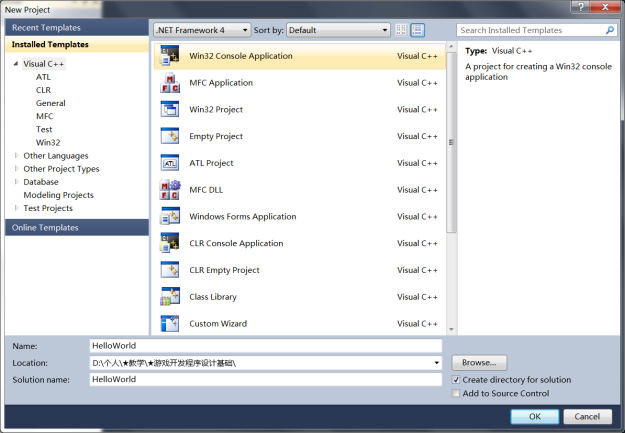 New Project
Recent Templates
Installed Templates
Visual C++
ATL
CLR
General
MFC
Test
Win32
Other Languages
Other Project Types
Database
Modeling Projects
Test Projects
Online Templates
.NET Framework 4 Sort by: Default
Win32 Console Application Visual C++
MFC Application Visual C++
Win32 Project Visual C++
Empty Project Visual C++
ATL Project Visual C++
MFC DLL Visual C++
Windows Forms Application Visual C++
CLR Console Application Visual C++
CLR Empty Project Visual C++
Class Library Visual C++
Custom Wizard Visual C++
Search Installed Templates
Type: Visual C++
A project for creating a Win32 console
application
Name: HelloWorld
Location: D:\个人\★教学\★游戏开发程序设计基础\ Browse...
Solution name: HelloWorld
Create directory for solution
Add to Source Control
OK Cancel